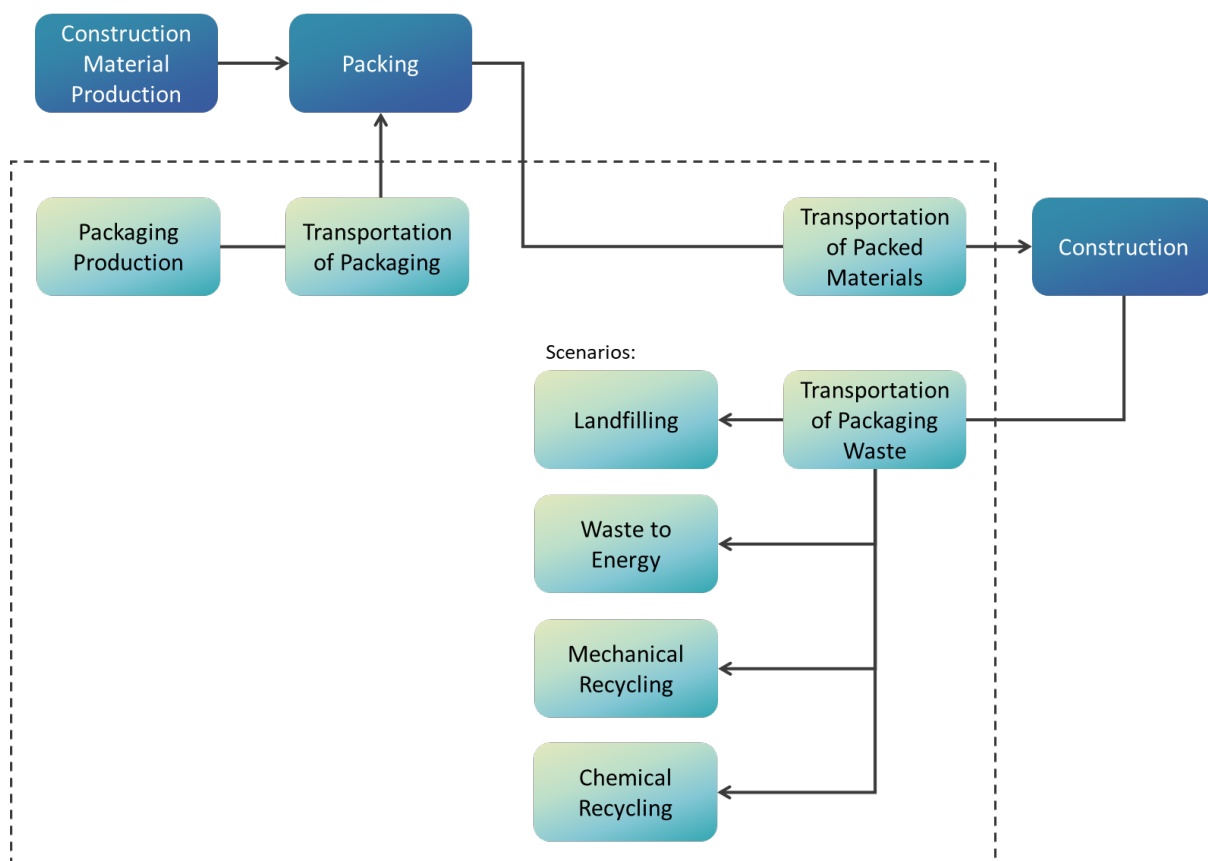 Construction
Material
Production
Packing
Packaging
Production
Transportation
of Packaging
Transportation
of Packed
Materials
Construction
Scenarios:
Landfilling
Transportation
of Packaging
Waste
Waste to
Energy
Mechanical
Recycling
Chemical
Recycling